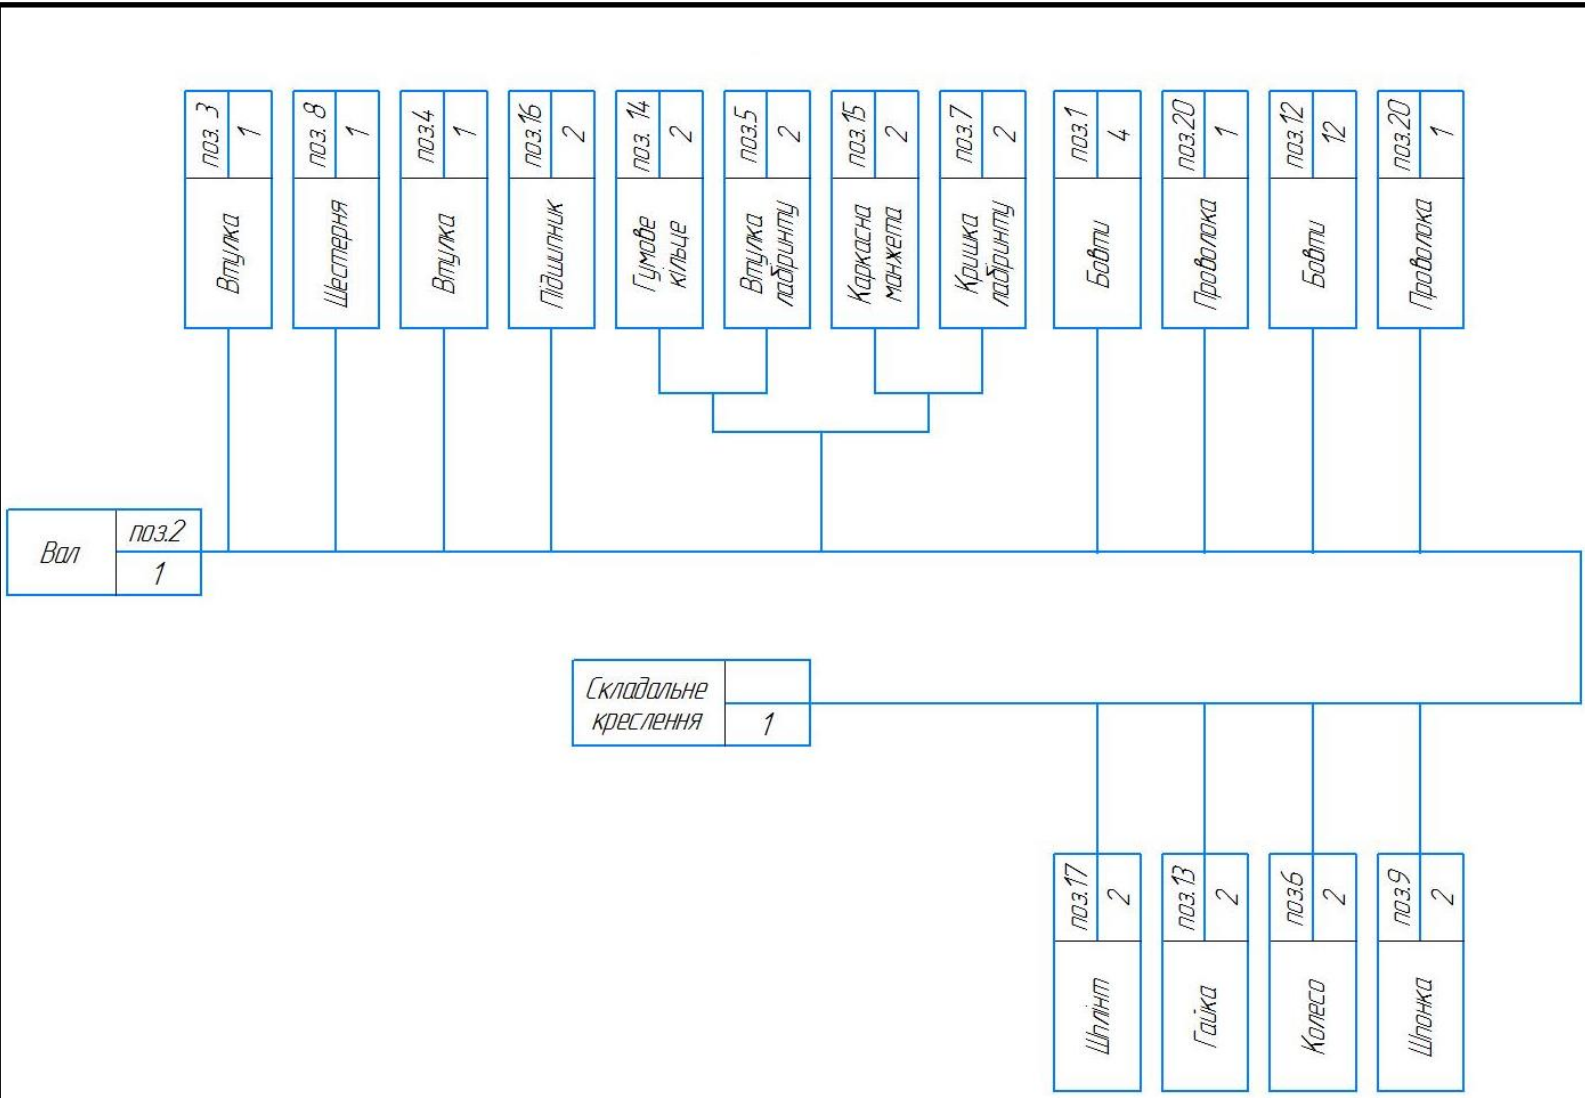 поз. 3
1
Втулка
поз. 8
1
Шестерня
поз.4
1
Втулка
поз.16
2
Підшипник
поз. 14
2
Гумове
кільце
поз.5
2
Втулка
лабіринту
поз.15
2
Каркасна
манжета
поз.7
2
Кришка
лабіринту
поз.1
4
Бовти
поз.20
1
Проволока
поз.12
12
Бовти
поз.20
1
Проволока
Вал
поз.2
1
Складальне
креслення
1
поз.17
2
Шплінт
поз.13
2
Гайка
поз.6
2
Колесо
поз.9
2
Шпонка